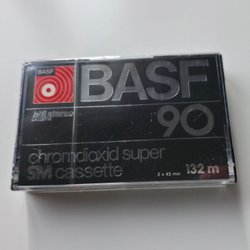 BASF
BASF
hifi stereo
90
chromdioxid super
SM cassette
2 x 45 min
132 m